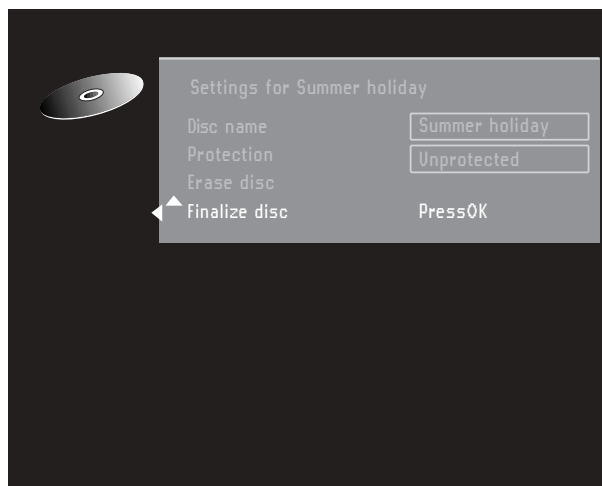 Settings for Summer holiday
Disc name Summer holiday
Protection Unprotected
Erase disc
Finalize disc PressOK